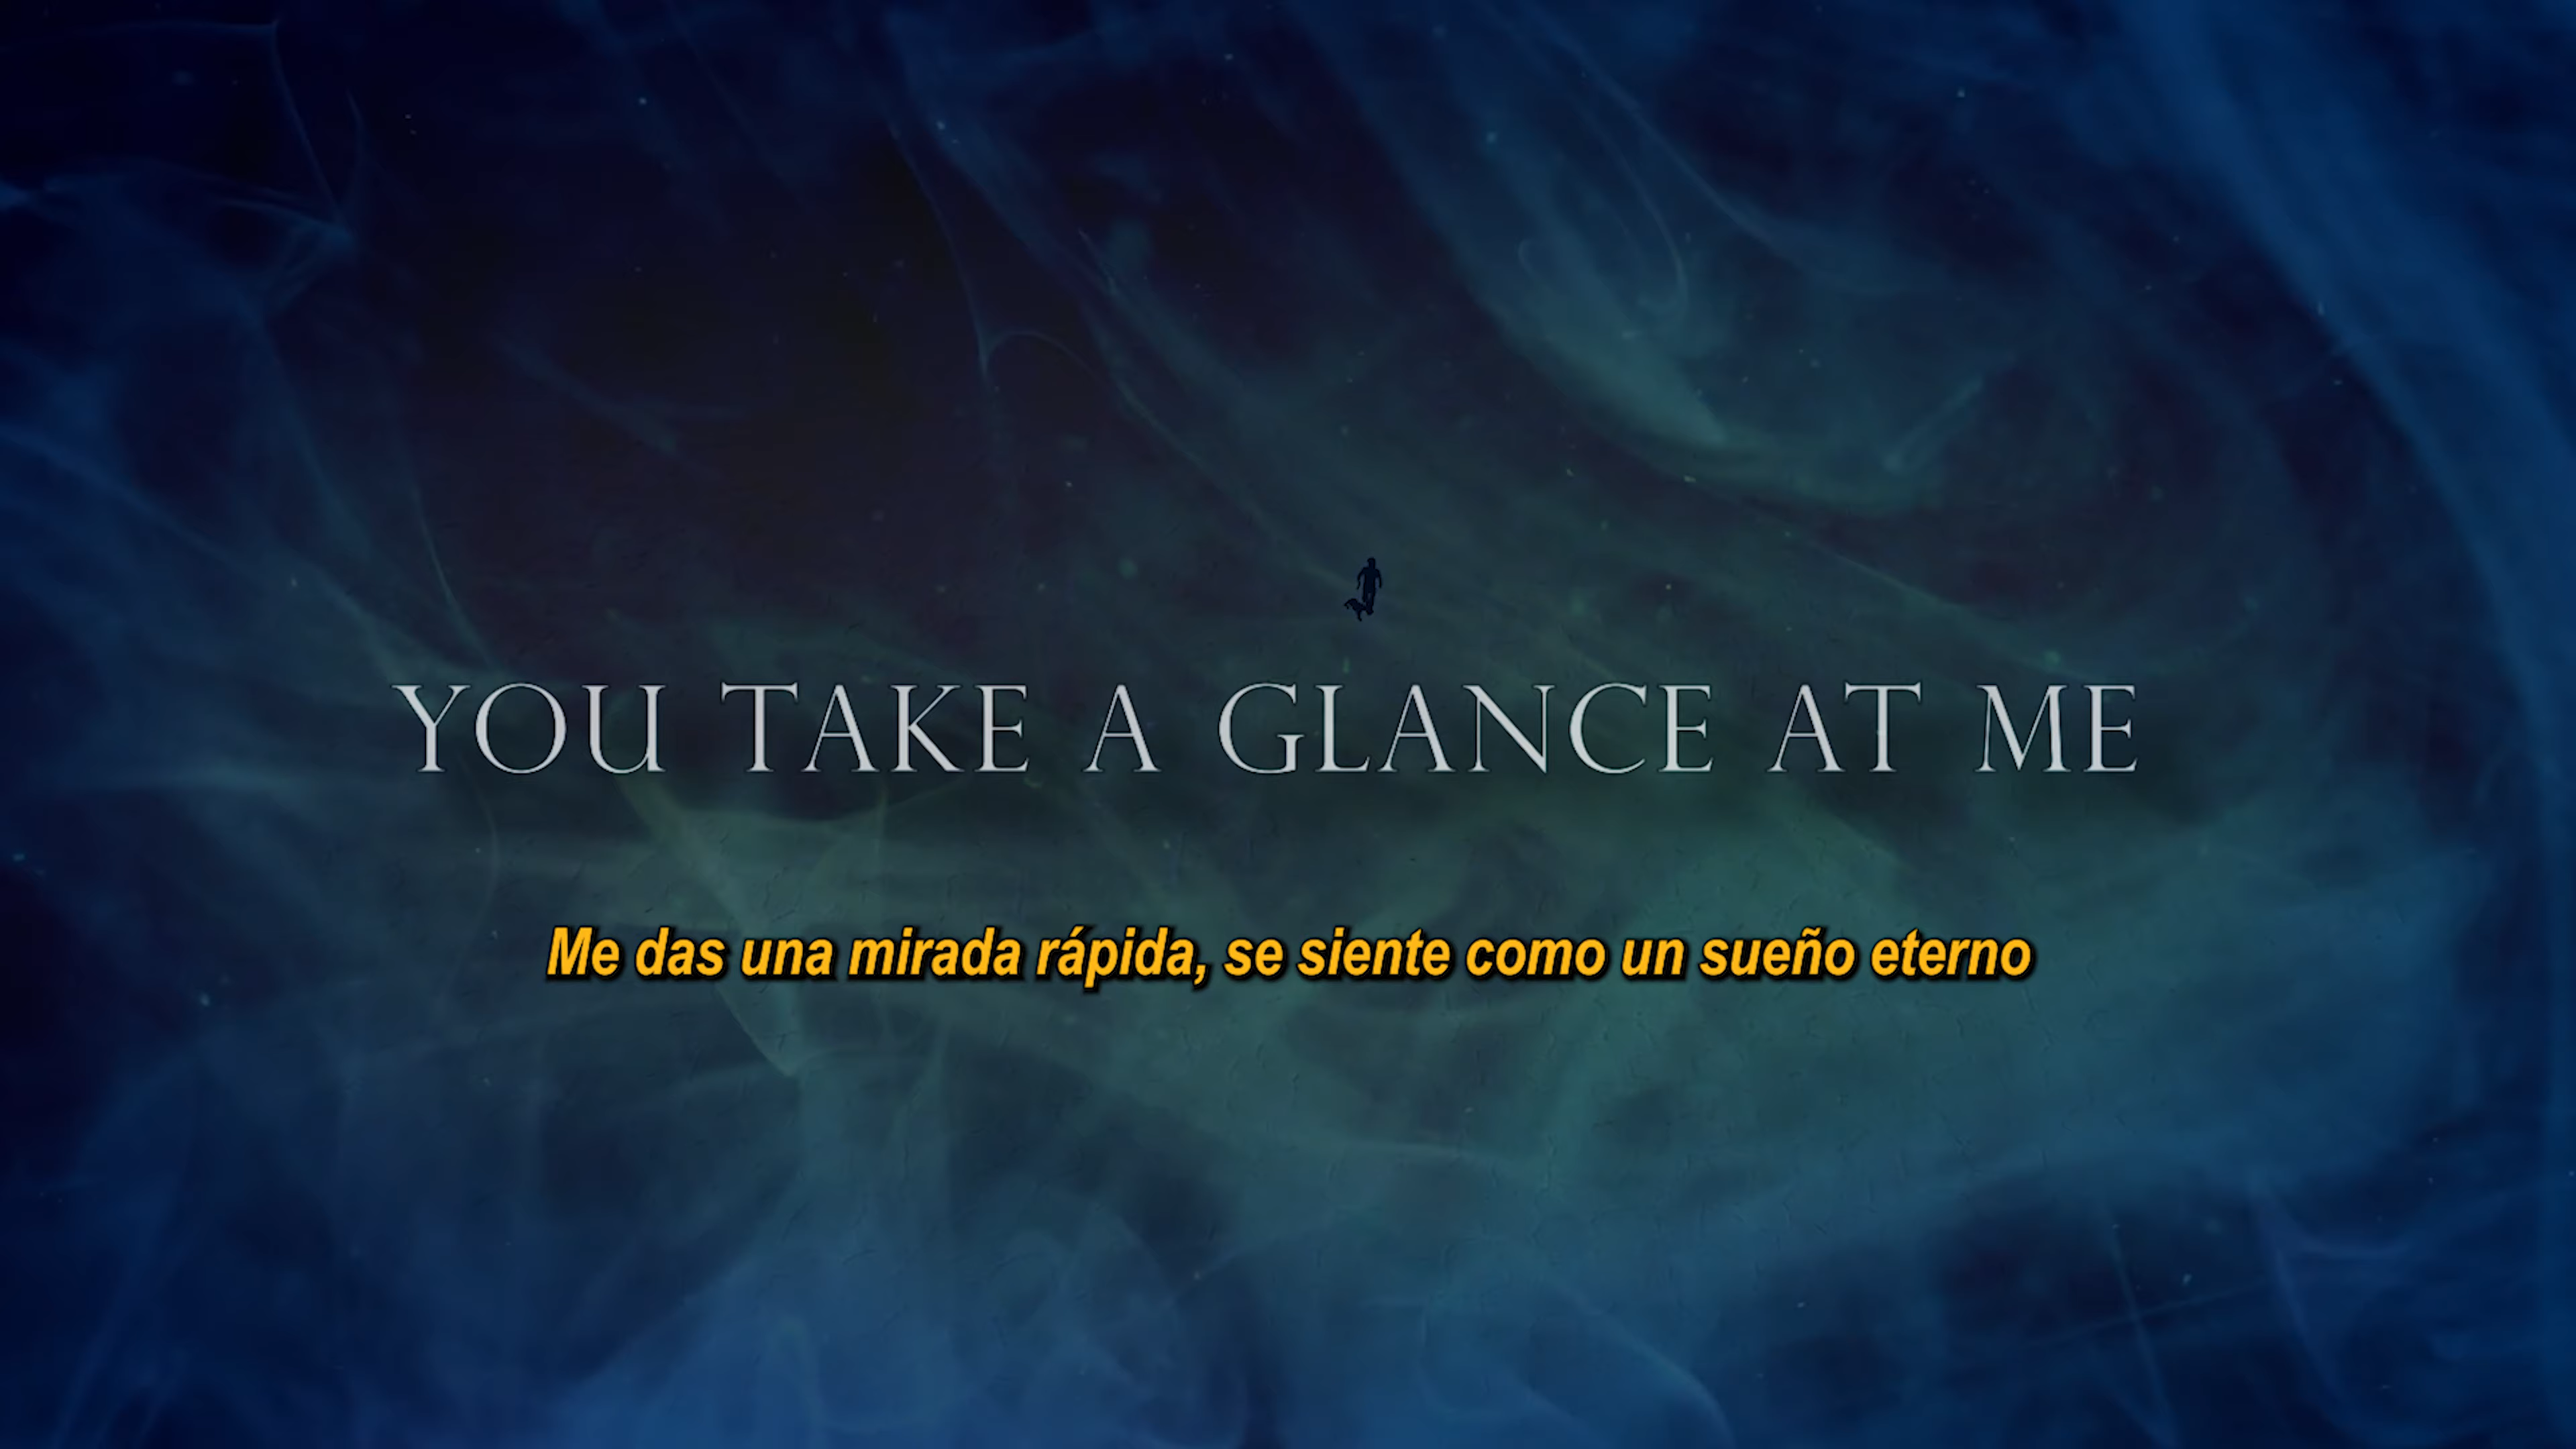 YOU TAKE A GLANCE AT ME
Me das una mirada rápida, se siente como un sueño eterno